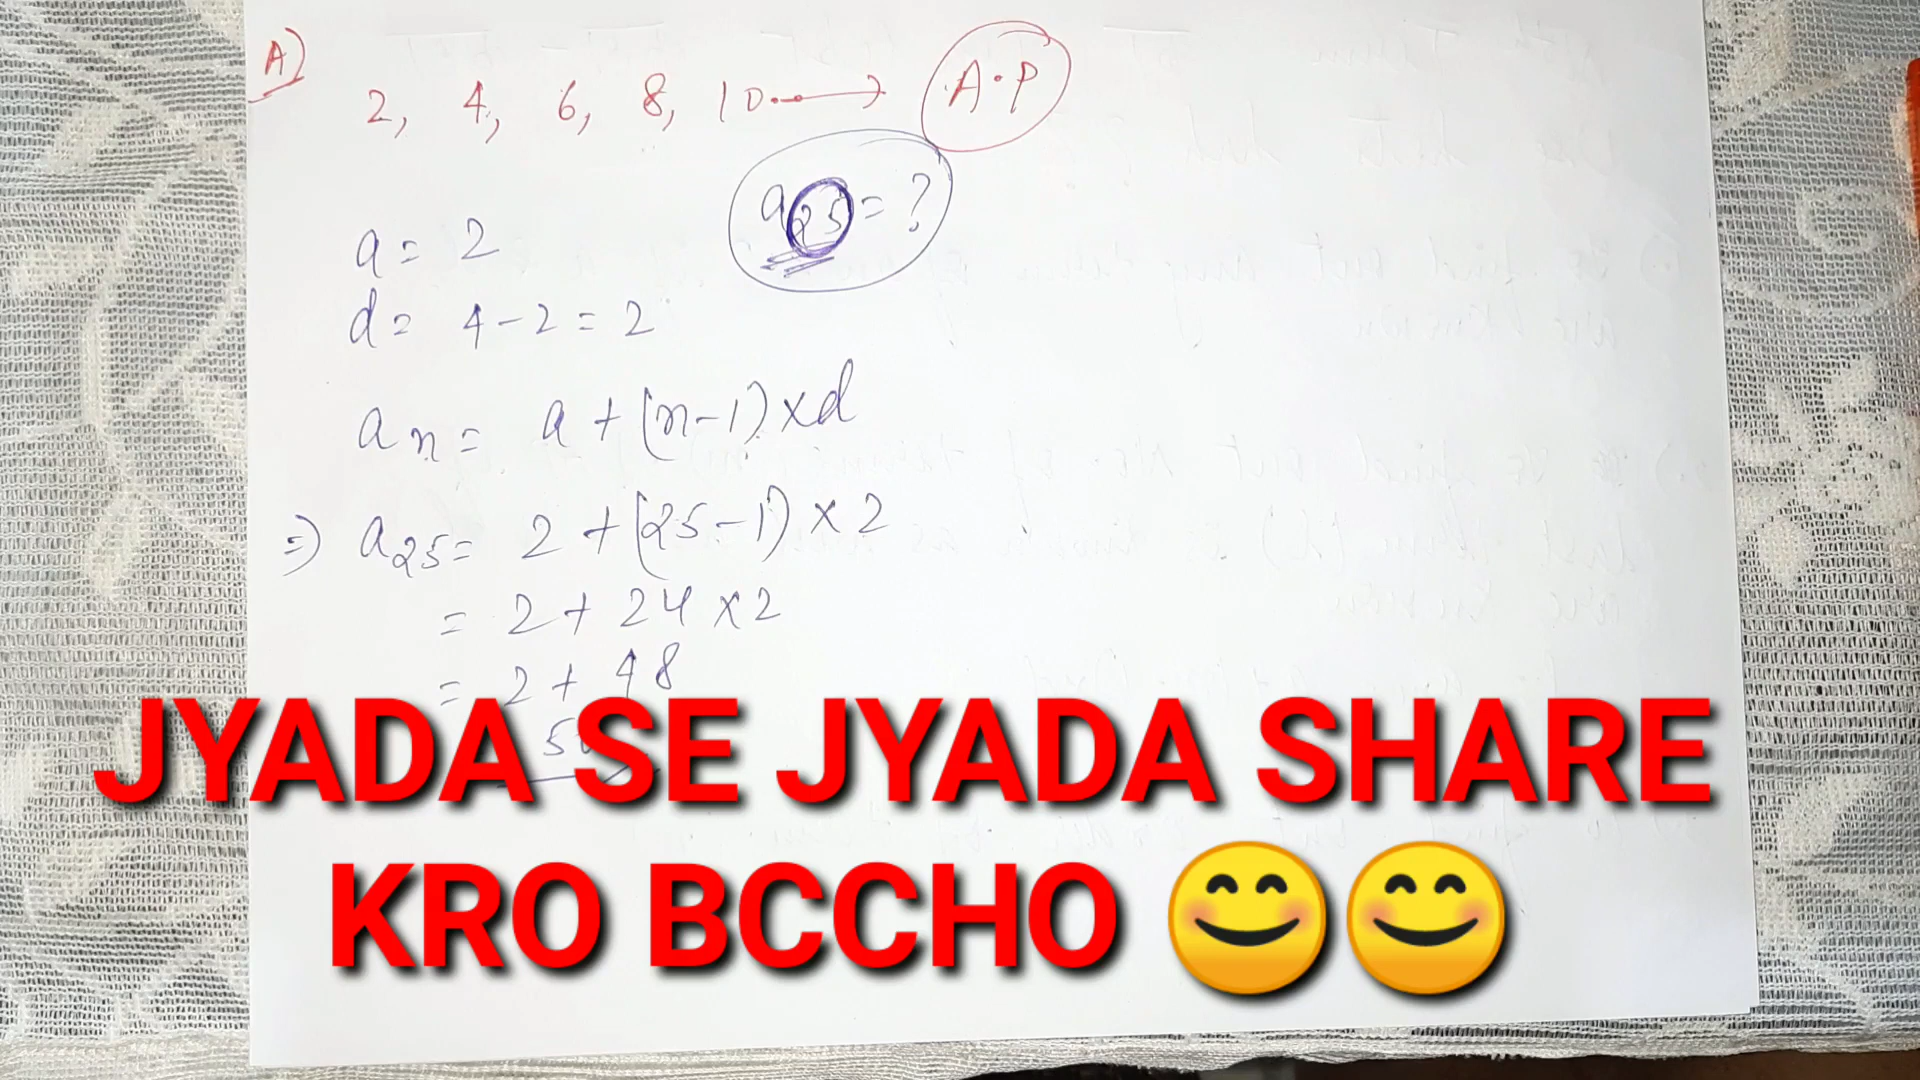 A)
2, 4, 6, 8, 10 → A.P
a25 = ?
a = 2
d = 4 - 2 = 2
an = a + (n-1) × d
⇒) a25 = 2 + (25-1) × 2
= 2 + 24 × 2
= 2 + 48
JYADA SE JYADA SHARE
KRO BCCHO 😊😊